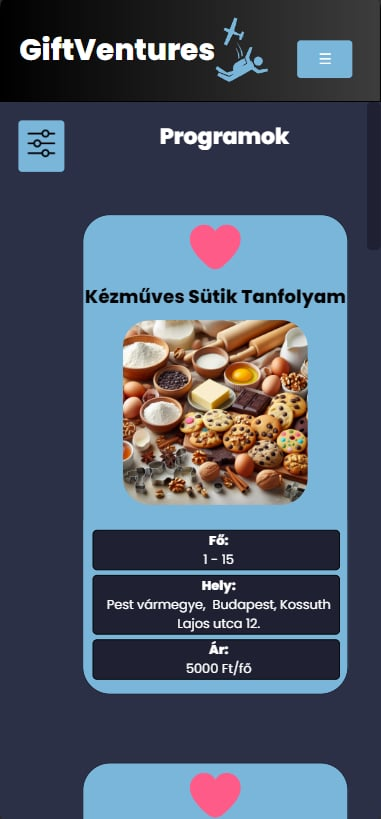 GiftVentures
Programok
Kézműves Sütik Tanfolyam
Fő:
1 - 15
Hely:
Pest vármegye, Budapest, Kossuth
Lajos utca 12.
Ár:
5000 Ft/fő